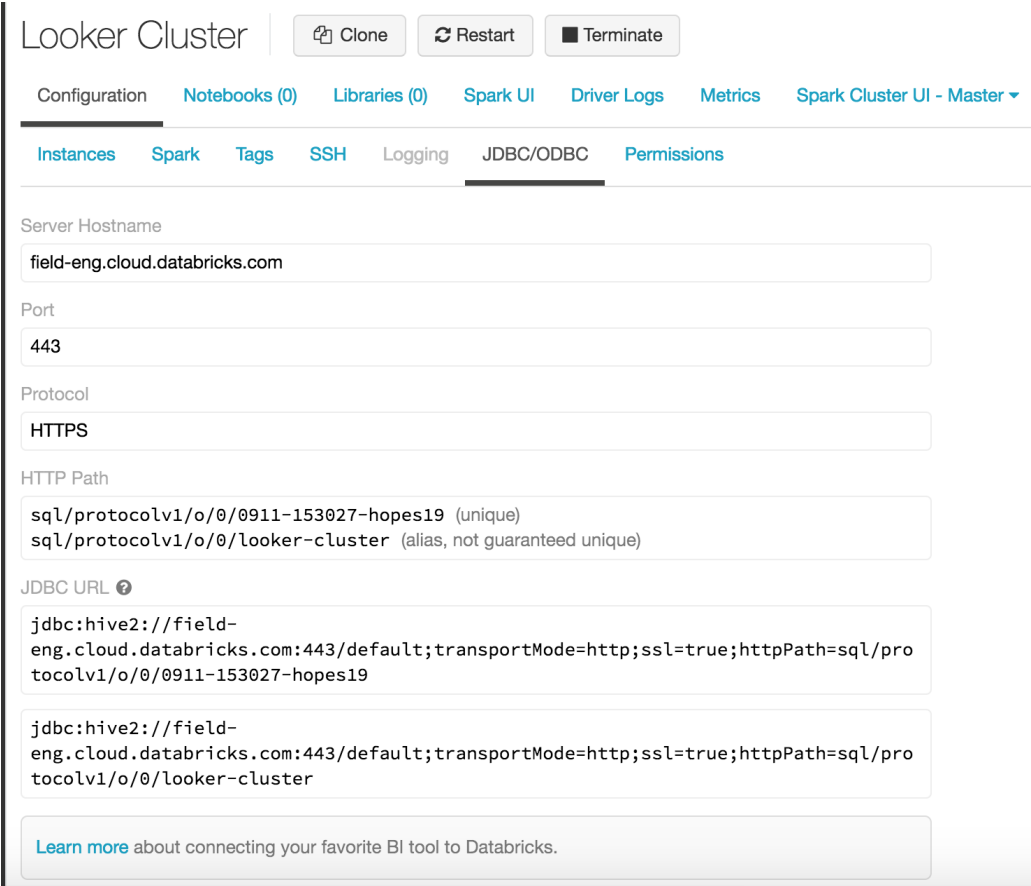 Looker Cluster Clone Restart Terminate
Configuration Notebooks (0) Libraries (0) Spark UI Driver Logs Metrics Spark Cluster UI - Master
Instances Spark Tags SSH Logging JDBC/ODBC Permissions
Server Hostname
field-eng.cloud.databricks.com
Port
443
Protocol
HTTPS
HTTP Path
sql/protocolv1/o/0/0911-153027-hopes19 (unique)
sql/protocolv1/o/0/looker-cluster (alias, not guaranteed unique)
JDBC URL ?
jdbc:hive2://field-
eng.cloud.databricks.com:443/default;transportMode=http;ssl=true;httpPath=sql/pro
tocolv1/o/0/0911-153027-hopes19
jdbc:hive2://field-
eng.cloud.databricks.com:443/default;transportMode=http;ssl=true;httpPath=sql/pro
tocolv1/o/0/looker-cluster
Learn more about connecting your favorite BI tool to Databricks.